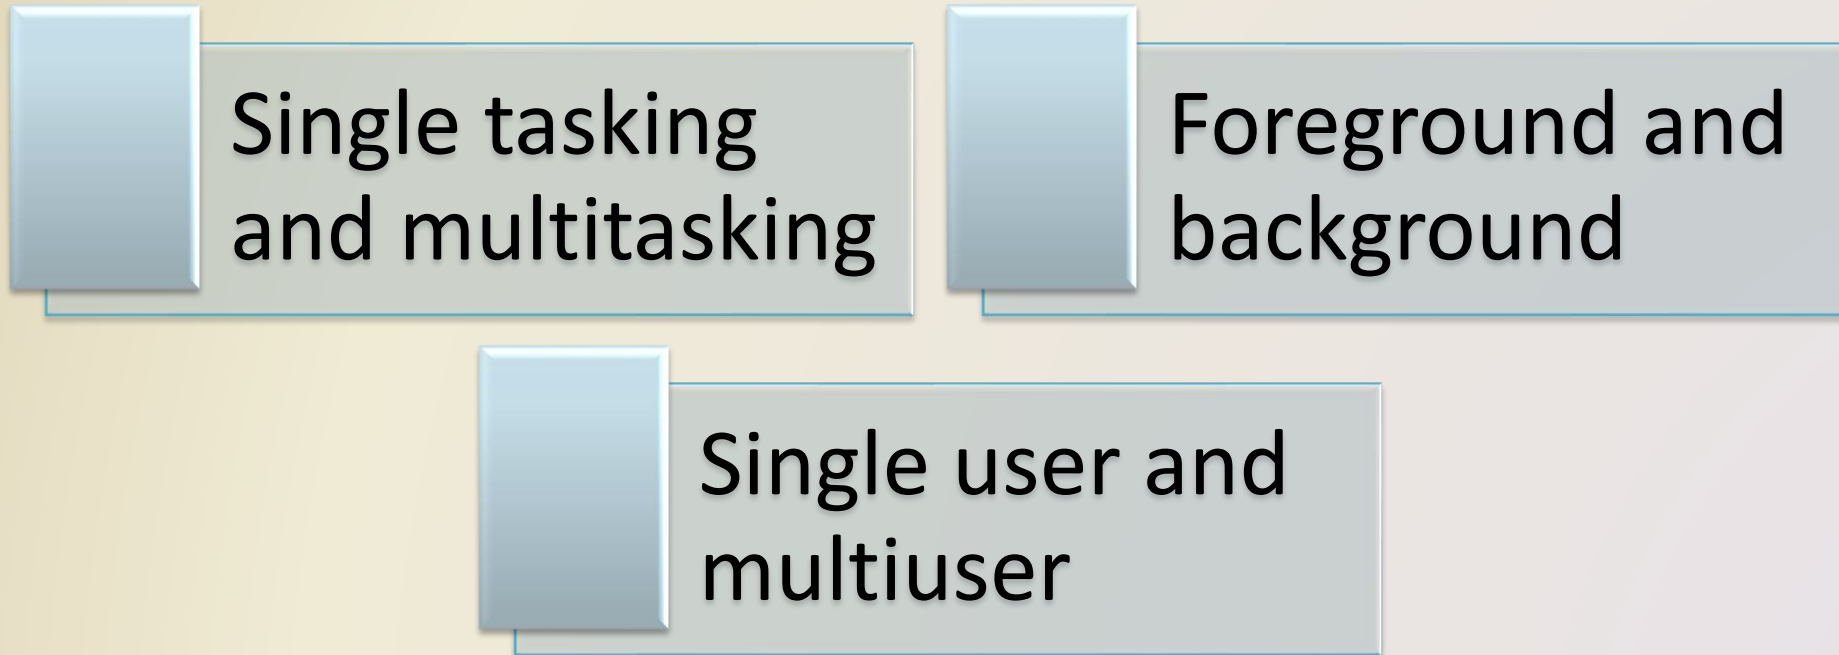 Single tasking
and multitasking
Foreground and
background
Single user and
multiuser